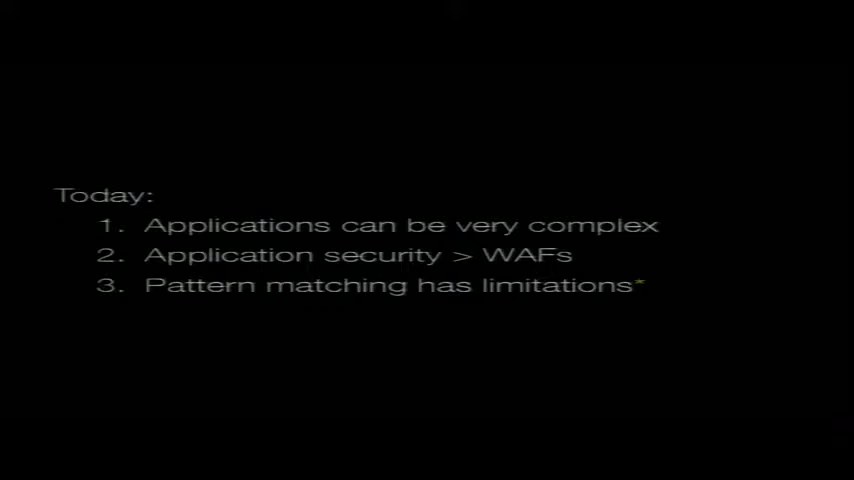 Today:
1. Applications can be very complex
2. Application security > WAFs
3. Pattern matching has limitations*